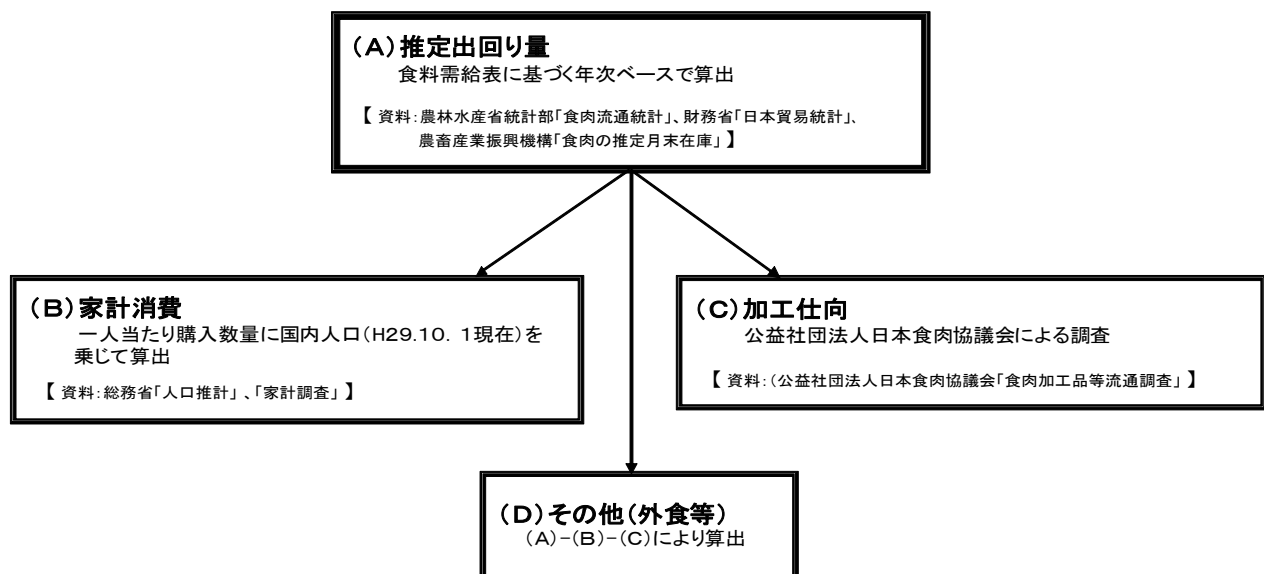 (A)推定出回り量
食料需給表に基づく年次ベースで算出
【 資料:農林水産省統計部「食肉流通統計」、財務省「日本貿易統計」、
農畜産業振興機構「食肉の推定月末在庫」】
(B)家計消費
一人当たり購入数量に国内人口(H29.10. 1現在)を
乗じて算出
【 資料:総務省「人口推計」、「家計調査」】
(C)加工仕向
公益社団法人日本食肉協議会による調査
【 資料:(公益社団法人日本食肉協議会「食肉加工品等流通調査」】
(D)その他(外食等)
(A)-(B)-(C)により算出